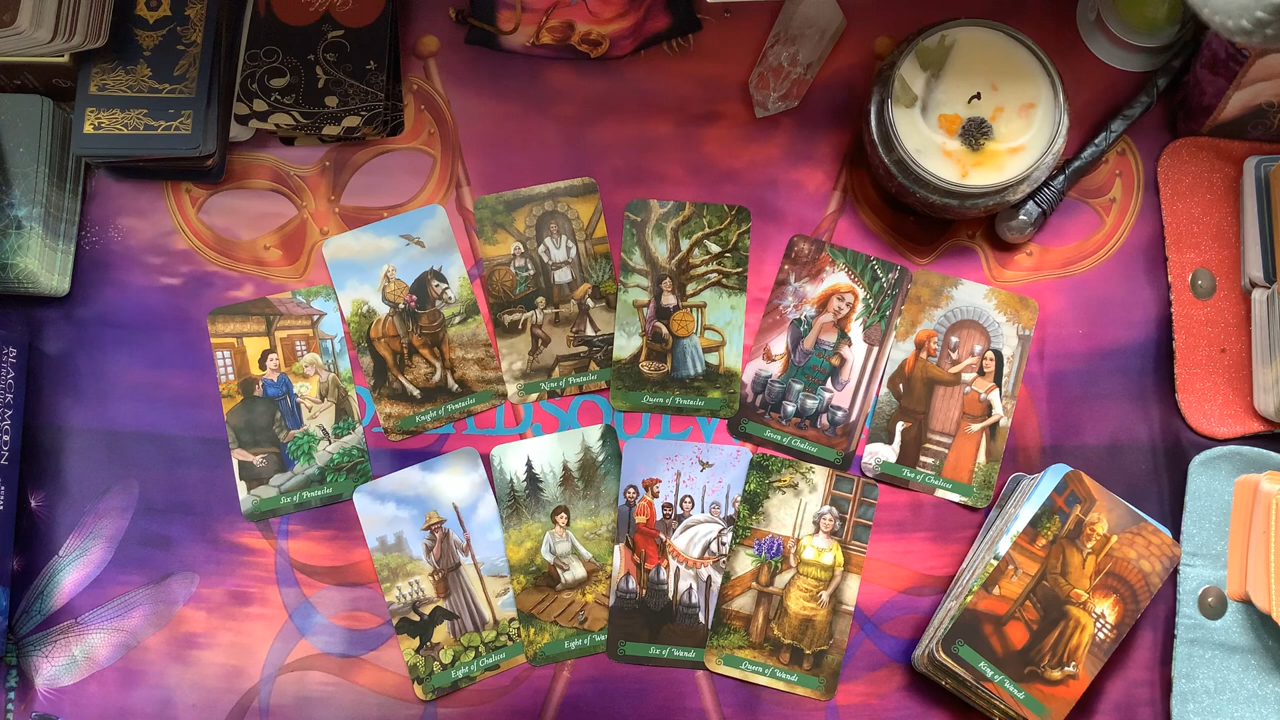 Six of Pentacles
Knight of Pentacles
Nine of Pentacles
Queen of Pentacles
Seven of Chalices
Two of Chalices
Eight of Chalices
Eight of Wan
Six of Wands
Queen of Wands
King of Wands
BLACK MOON